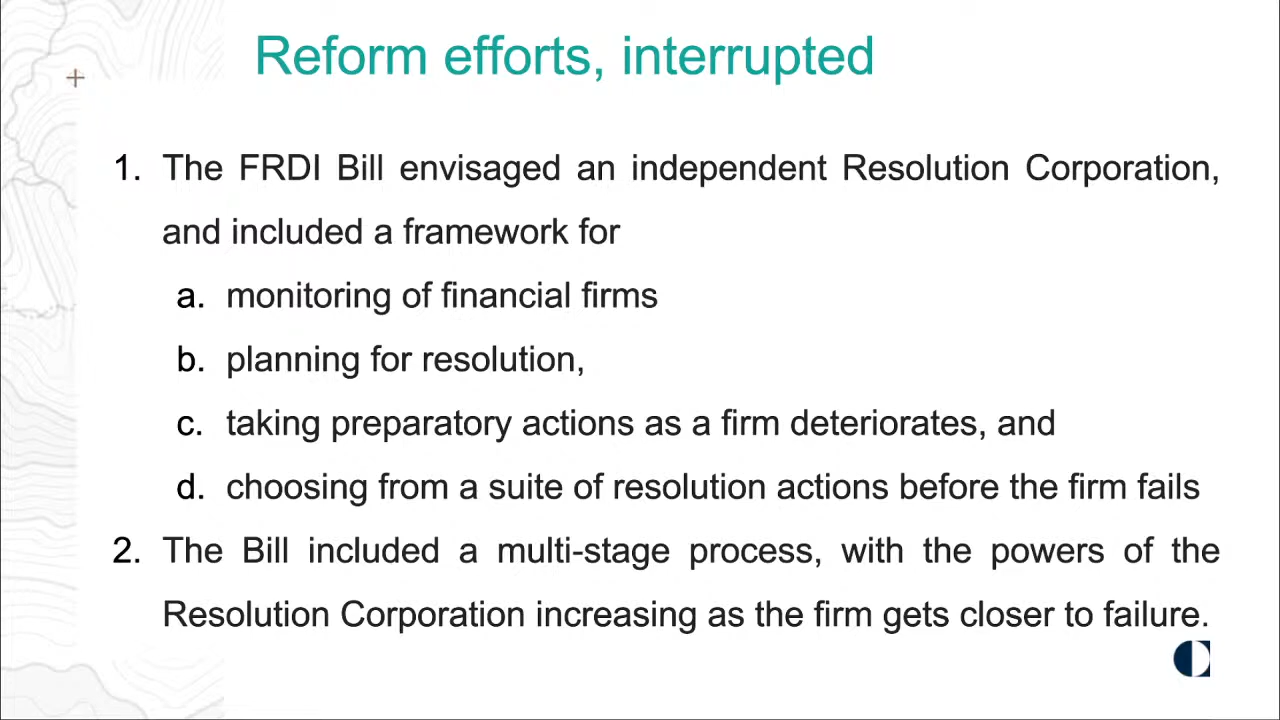 Reform efforts, interrupted
1. The FRDI Bill envisaged an independent Resolution Corporation,
and included a framework for
a. monitoring of financial firms
b. planning for resolution,
c. taking preparatory actions as a firm deteriorates, and
d. choosing from a suite of resolution actions before the firm fails
2. The Bill included a multi-stage process, with the powers of the
Resolution Corporation increasing as the firm gets closer to failure.